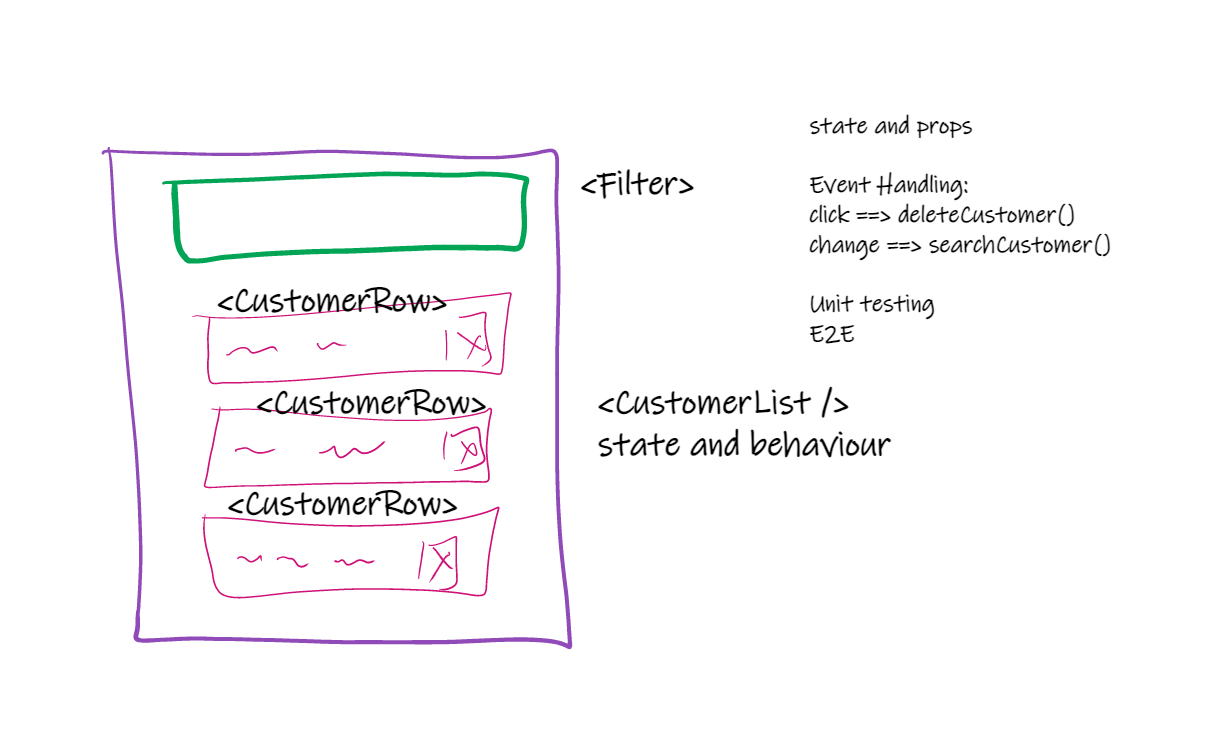 state and props
<Filter>
Event Handling:
click ==> deleteCustomer()
change ==> searchCustomer()
<CustomerRow>
Unit testing
E2E
<CustomerRow>
<CustomerList />
state and behaviour
<CustomerRow>